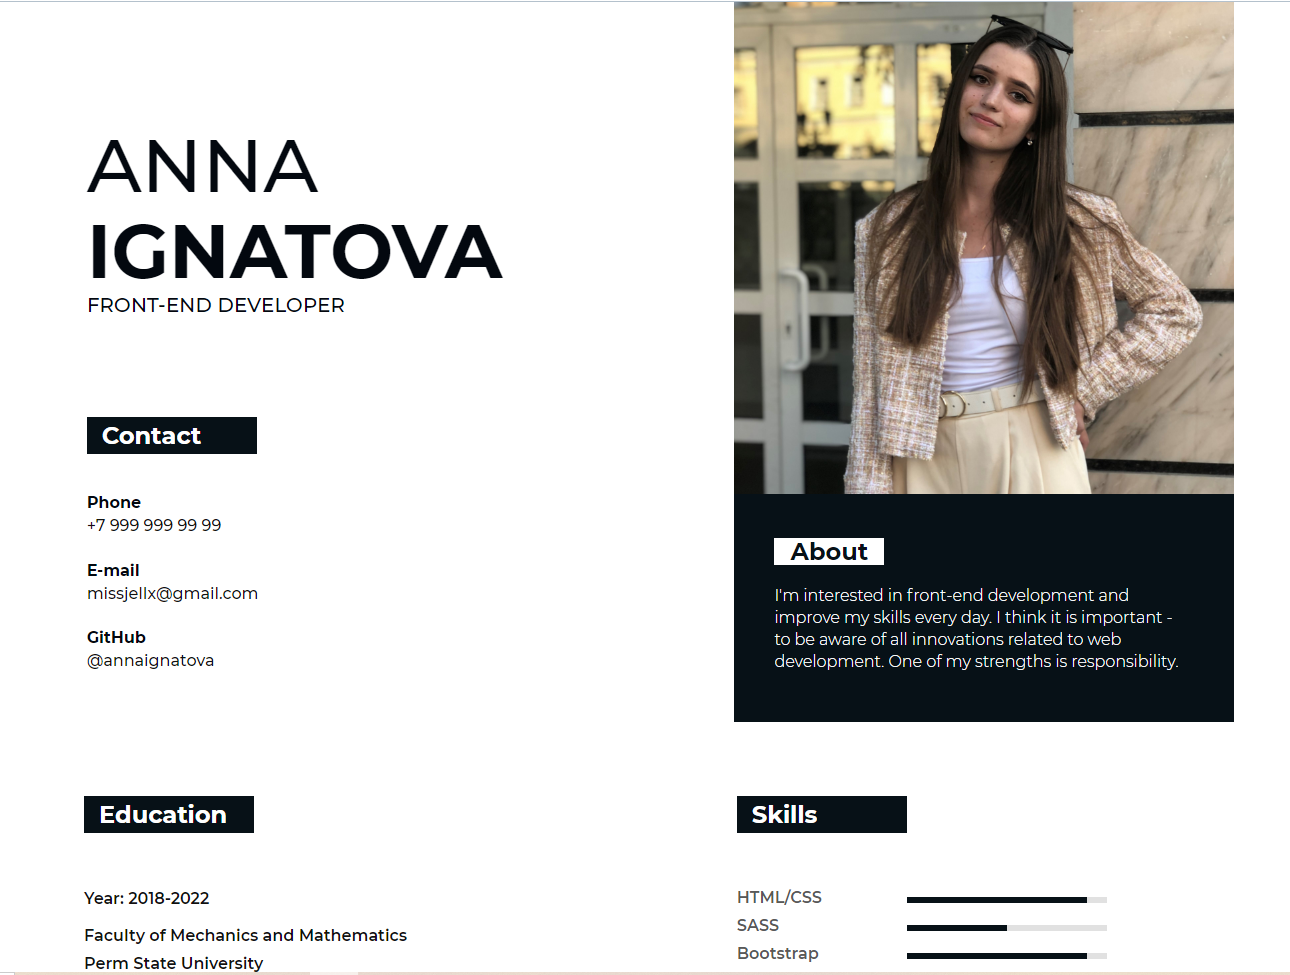 ANNA
IGNATOVA
FRONT-END DEVELOPER
Contact
Phone
+7 999 999 99 99
E-mail
missjellx@gmail.com
GitHub
@annaignatova
About
I'm interested in front-end development and
improve my skills every day. I think it is important -
to be aware of all innovations related to web
development. One of my strengths is responsibility.
Education
Year: 2018-2022
Faculty of Mechanics and Mathematics
Perm State University
Skills
HTML/CSS
SASS
Bootstrap